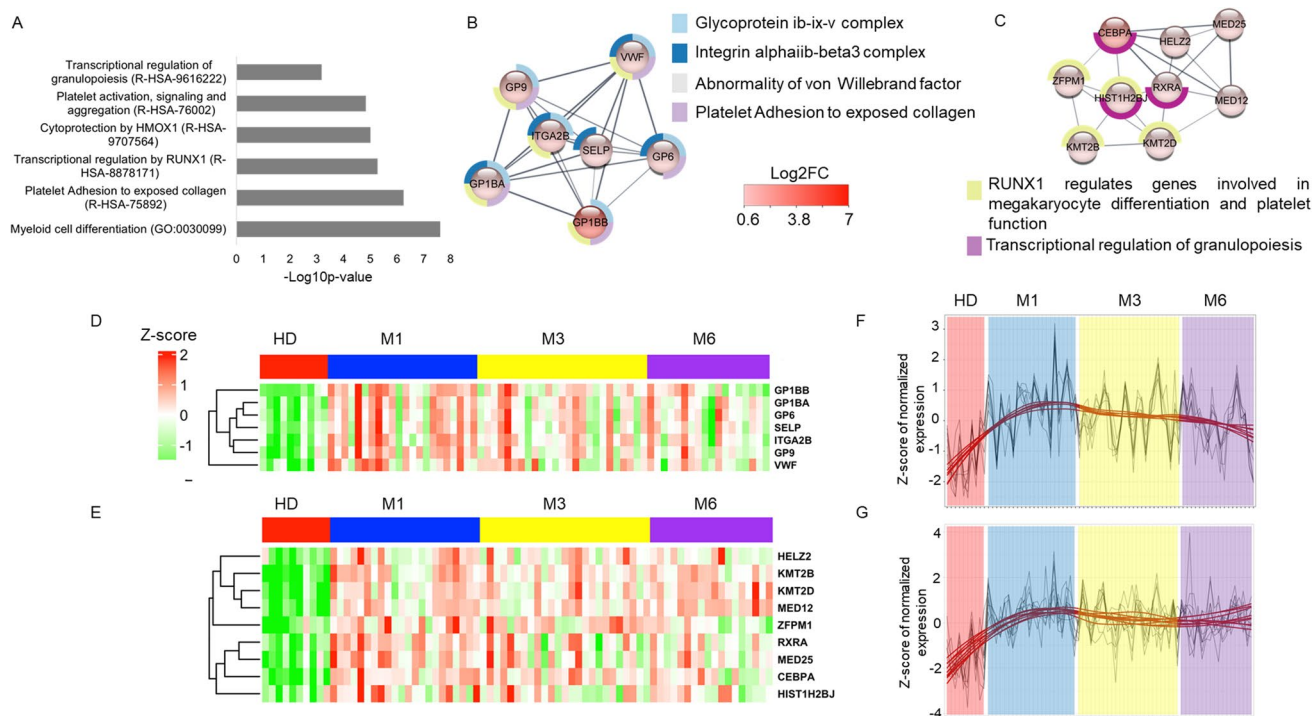 A
Transcriptional regulation of
granulopoiesis (R-HSA-9616222)
Platelet activation, signaling and
aggregation (R-HSA-76002)
Cytoprotection by HMOX1 (R-HSA-
9707564)
Transcriptional regulation by RUNX1 (R-
HSA-8878171)
Platelet Adhesion to exposed collagen
(R-HSA-75892)
Myeloid cell differentiation (GO:0030099)
0 1 2 3 4 5 6 7 8
-Log10p-value
B
VWF
GP9
ITGA2B
SELP
GP6
GP1BA
GP1BB
Glycoprotein ib-ix-v complex
Integrin alphaiib-beta3 complex
Abnormality of von Willebrand factor
Platelet Adhesion to exposed collagen
Log2FC
0.6 3.8 7
C
CEBPA
MED25
HELZ2
ZFPM1
RXRA
HIST1H2BJ
MED12
KMT2B
KMT2D
RUNX1 regulates genes involved in
megakaryocyte differentiation and platelet
function
Transcriptional regulation of granulopoiesis
D
Z-score
2
1
0
-1
–
HD M1 M3 M6
GP1BB
GP1BA
GP6
SELP
ITGA2B
GP9
VWF
E
HD M1 M3 M6
HELZ2
KMT2B
KMT2D
MED12
ZFPM1
RXRA
MED25
CEBPA
HIST1H2BJ
F
HD M1 M3 M6
Z-score of normalized
expression
3
2
1
0
-1
-2
G
Z-score of normalized
expression
4
2
0
-2
-4